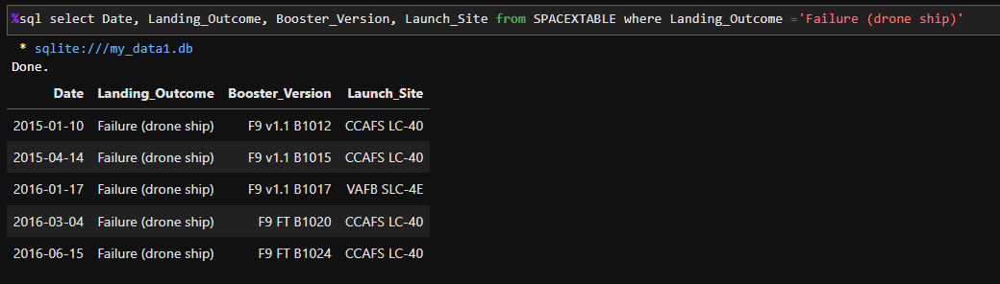 %sql select Date, Landing_Outcome, Booster_Version, Launch_Site from SPACEXTABLE where Landing_Outcome ='Failure (drone ship)'
* sqlite:///my_data1.db
Done.
Date Landing_Outcome Booster_Version Launch_Site
2015-01-10 Failure (drone ship) F9 v1.1 B1012 CCAFS LC-40
2015-04-14 Failure (drone ship) F9 v1.1 B1015 CCAFS LC-40
2016-01-17 Failure (drone ship) F9 v1.1 B1017 VAFB SLC-4E
2016-03-04 Failure (drone ship) F9 FT B1020 CCAFS LC-40
2016-06-15 Failure (drone ship) F9 FT B1024 CCAFS LC-40